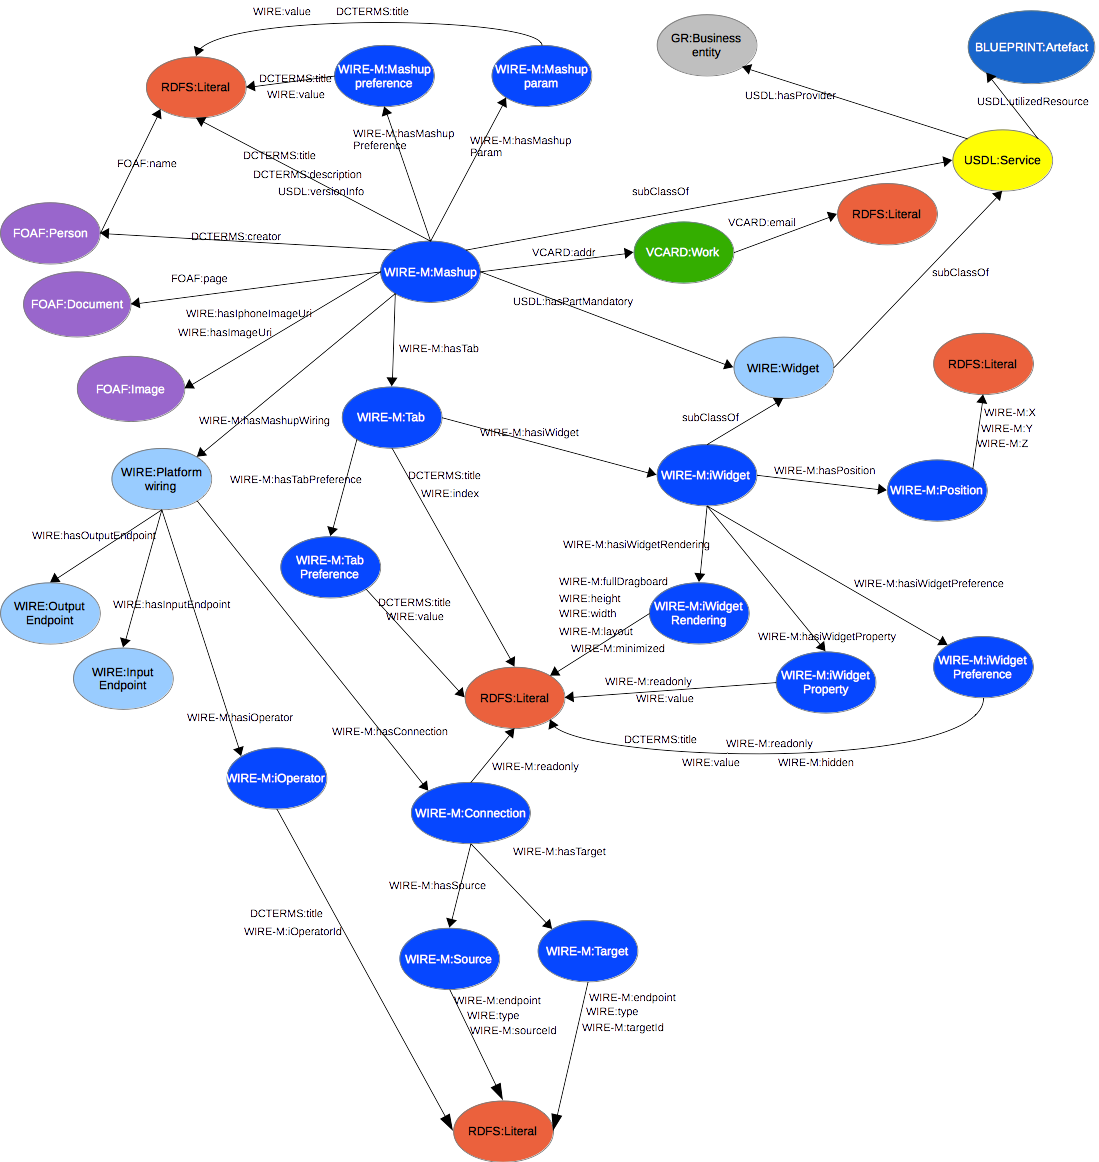 WIRE:value
DCTERMS:title
GR:Business
entity
BLUEPRINT:Artefact
RDFS:Literal
DCTERMS:title
WIRE:value
WIRE-M:Mashup
preference
WIRE-M:Mashup
param
USDL:hasProvider
USDL:utilizedResource
FOAF:name
DCTERMS:title
DCTERMS:description
USDL:versionInfo
WIRE-M:hasMashup
Preference
WIRE-M:hasMashup
Param
USDL:Service
subClassOf
RDFS:Literal
VCARD:email
FOAF:Person
DCTERMS:creator
VCARD:addr
VCARD:Work
WIRE-M:Mashup
subClassOf
FOAF:page
FOAF:Document
USDL:hasPartMandatory
WIRE:hasIphoneImageUri
WIRE:hasImageUri
WIRE-M:hasTab
WIRE:Widget
RDFS:Literal
FOAF:Image
WIRE-M:hasMashupWiring
WIRE-M:Tab
subClassOf
WIRE-M:X
WIRE-M:Y
WIRE-M:Z
WIRE-M:hasiWidget
WIRE:Platform
wiring
WIRE-M:hasTabPreference
DCTERMS:title
WIRE:index
WIRE-M:iWidget
WIRE-M:hasPosition
WIRE-M:Position
WIRE:hasOutputEndpoint
WIRE-M:Tab
Preference
WIRE-M:hasiWidgetRendering
WIRE-M:hasiWidgetPreference
WIRE:Output
Endpoint
WIRE:hasInputEndpoint
DCTERMS:title
WIRE:value
WIRE-M:fullDragboard
WIRE:height
WIRE:width
WIRE-M:layout
WIRE-M:minimized
WIRE-M:iWidget
Rendering
WIRE-M:hasiWidgetProperty
WIRE:Input
Endpoint
WIRE-M:iWidget
Property
WIRE-M:iWidget
Preference
RDFS:Literal
WIRE-M:readonly
WIRE:value
WIRE-M:hasiOperator
WIRE-M:hasConnection
DCTERMS:title
WIRE-M:readonly
WIRE:value
WIRE-M:hidden
WIRE-M:readonly
WIRE-M:iOperator
WIRE-M:Connection
WIRE-M:hasTarget
WIRE-M:hasSource
DCTERMS:title
WIRE-M:iOperatorId
WIRE-M:Source
WIRE-M:Target
WIRE-M:endpoint
WIRE:type
WIRE-M:sourceId
WIRE-M:endpoint
WIRE:type
WIRE-M:targetId
RDFS:Literal